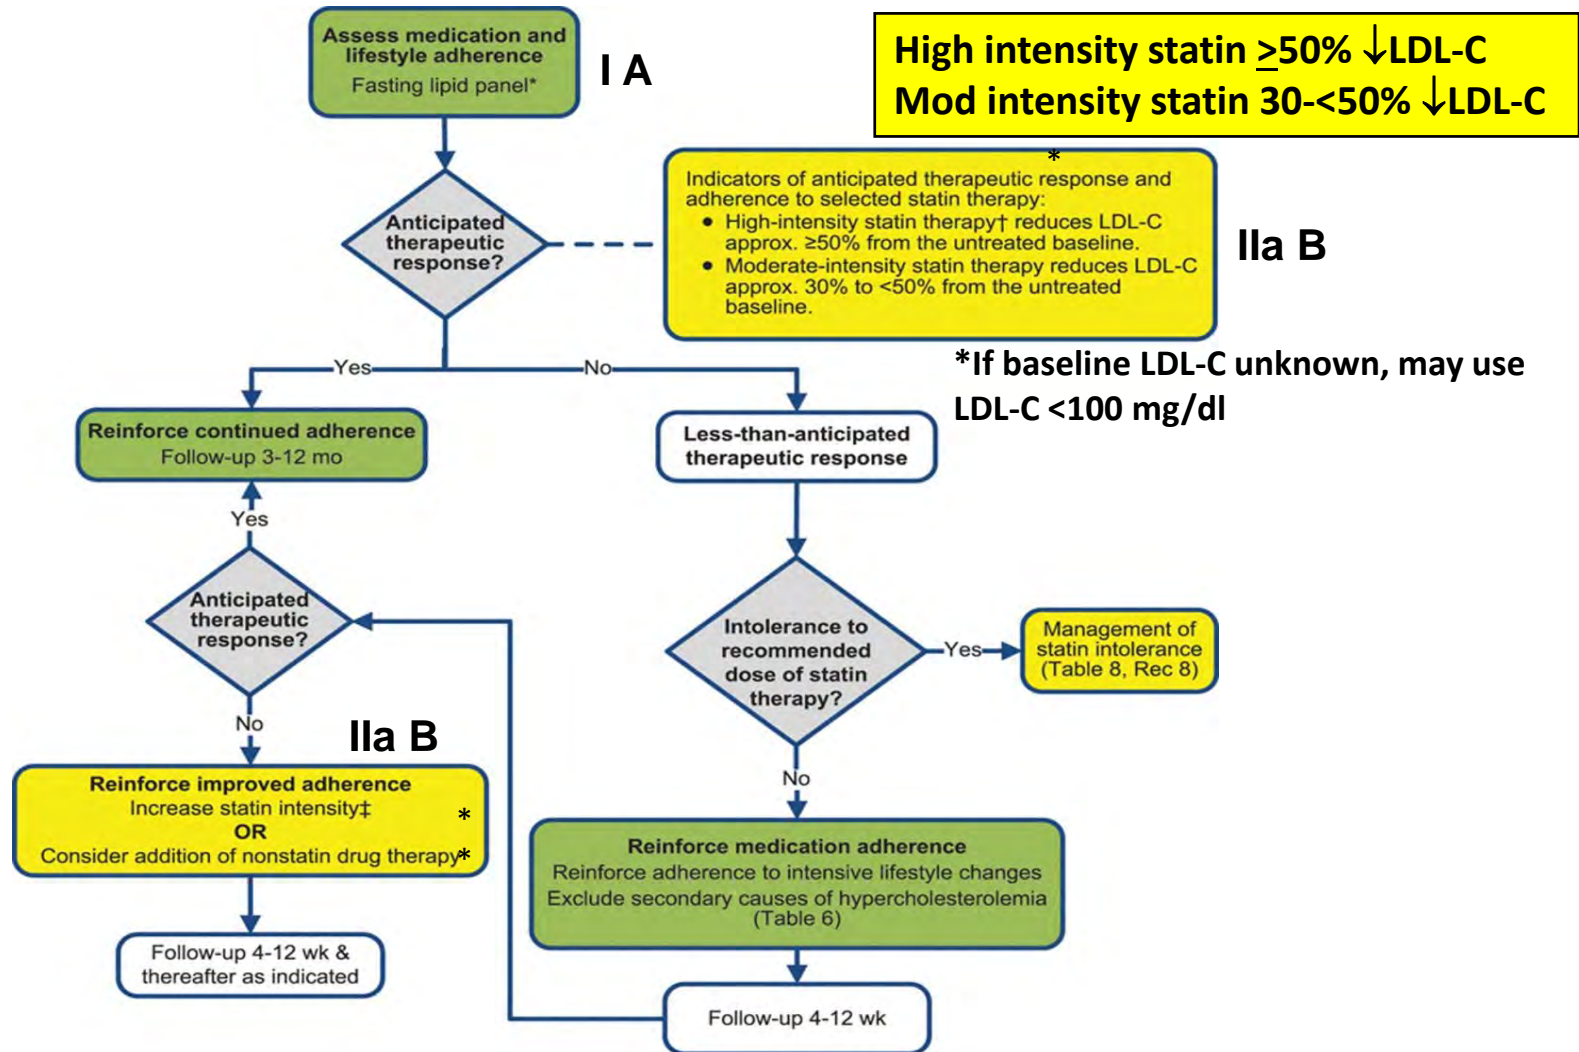 Assess medication and
lifestyle adherence
Fasting lipid panel*
I A
High intensity statin ≥50% ↓LDL-C
Mod intensity statin 30-<50% ↓LDL-C
Anticipated
therapeutic
response?
*
Indicators of anticipated therapeutic response and
adherence to selected statin therapy:
● High-intensity statin therapy† reduces LDL-C
approx. ≥50% from the untreated baseline.
● Moderate-intensity statin therapy reduces LDL-C
approx. 30% to <50% from the untreated
baseline.
IIa B
*If baseline LDL-C unknown, may use
LDL-C <100 mg/dl
Yes
No
Reinforce continued adherence
Follow-up 3-12 mo
Less-than-anticipated
therapeutic response
Yes
Anticipated
therapeutic
response?
Intolerance to
recommended
dose of statin
therapy?
Yes
Management of
statin intolerance
(Table 8, Rec 8)
No
IIa B
Reinforce improved adherence
Increase statin intensity‡ *
OR
Consider addition of nonstatin drug therapy*
Follow-up 4-12 wk &
thereafter as indicated
No
Reinforce medication adherence
Reinforce adherence to intensive lifestyle changes
Exclude secondary causes of hypercholesterolemia
(Table 6)
Follow-up 4-12 wk